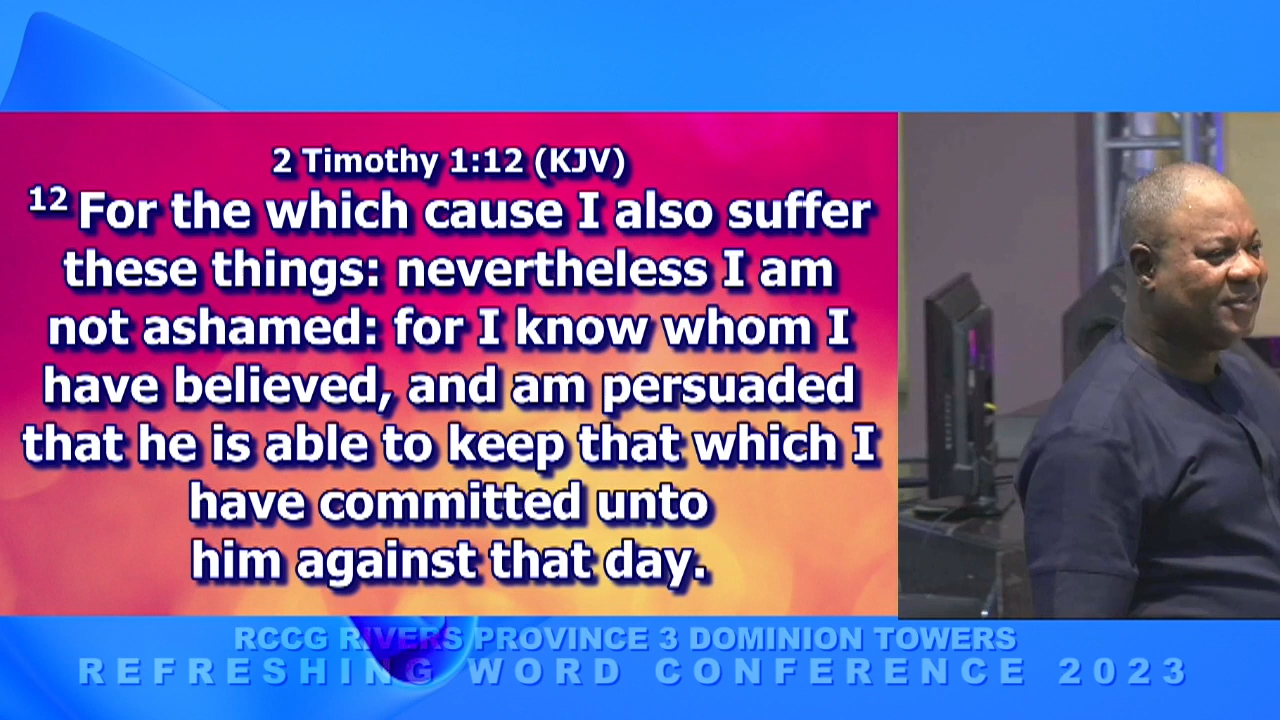 2 Timothy 1:12 (KJV)
12 For the which cause I also suffer
these things: nevertheless I am
not ashamed: for I know whom I
have believed, and am persuaded
that he is able to keep that which I
have committed unto
him against that day.
RCCG RIVERS PROVINCE 3 DOMINION TOWERS
REFRESHING WORD CONFERENCE 2023